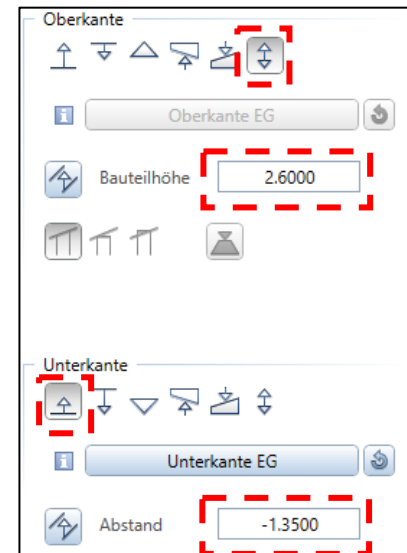 Oberkante
Oberkante EG
Bauteilhöhe 2.6000
Unterkante
Unterkante EG
Abstand -1.3500